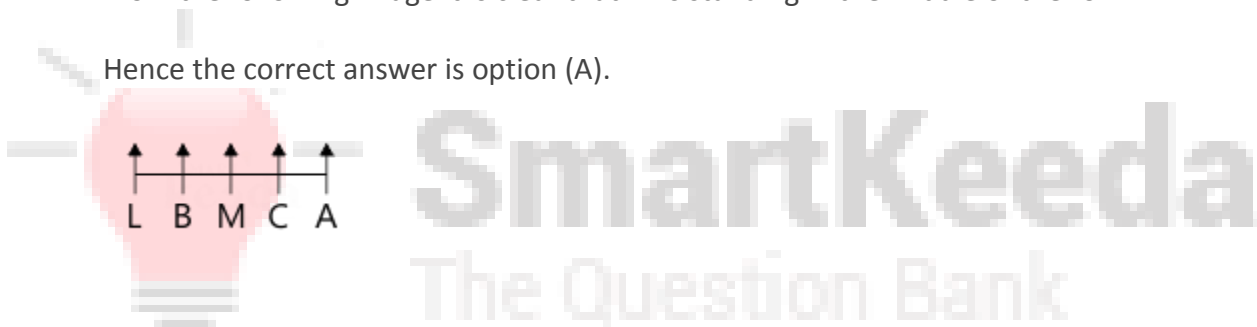 Hence the correct answer is option (A).
L B M C A
SmartKeeda
The Question Bank